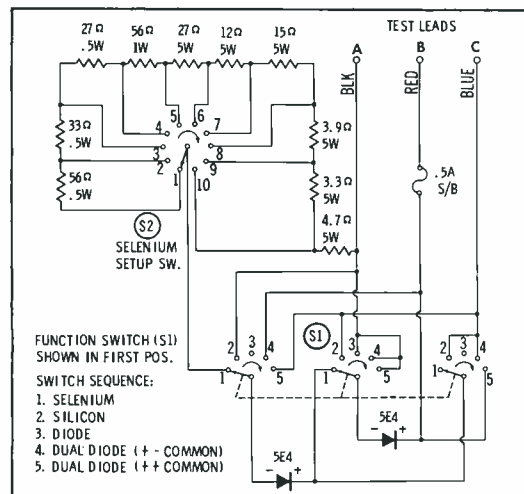 27Ω 56Ω 27Ω 12Ω 15Ω
.5W 1W 5W 5W 5W
TEST LEADS
A B C
BLK RED BLUE
33Ω
.5W
56Ω
.5W
5 6
4 7
3 8
2 9
1 10
3.9Ω
5W
3.3Ω
5W
4.7Ω
5W
.5A
S/B
S2
SELENIUM
SETUP SW.
S1
FUNCTION SWITCH (S1)
SHOWN IN FIRST POS.
SWITCH SEQUENCE:
1. SELENIUM
2. SILICON
3. DIODE
4. DUAL DIODE (+ - COMMON)
5. DUAL DIODE (++ COMMON)
1 2 3 4 5
1 2 3 4 5
1 2 3 4 5
5E4
- +
5E4
- +